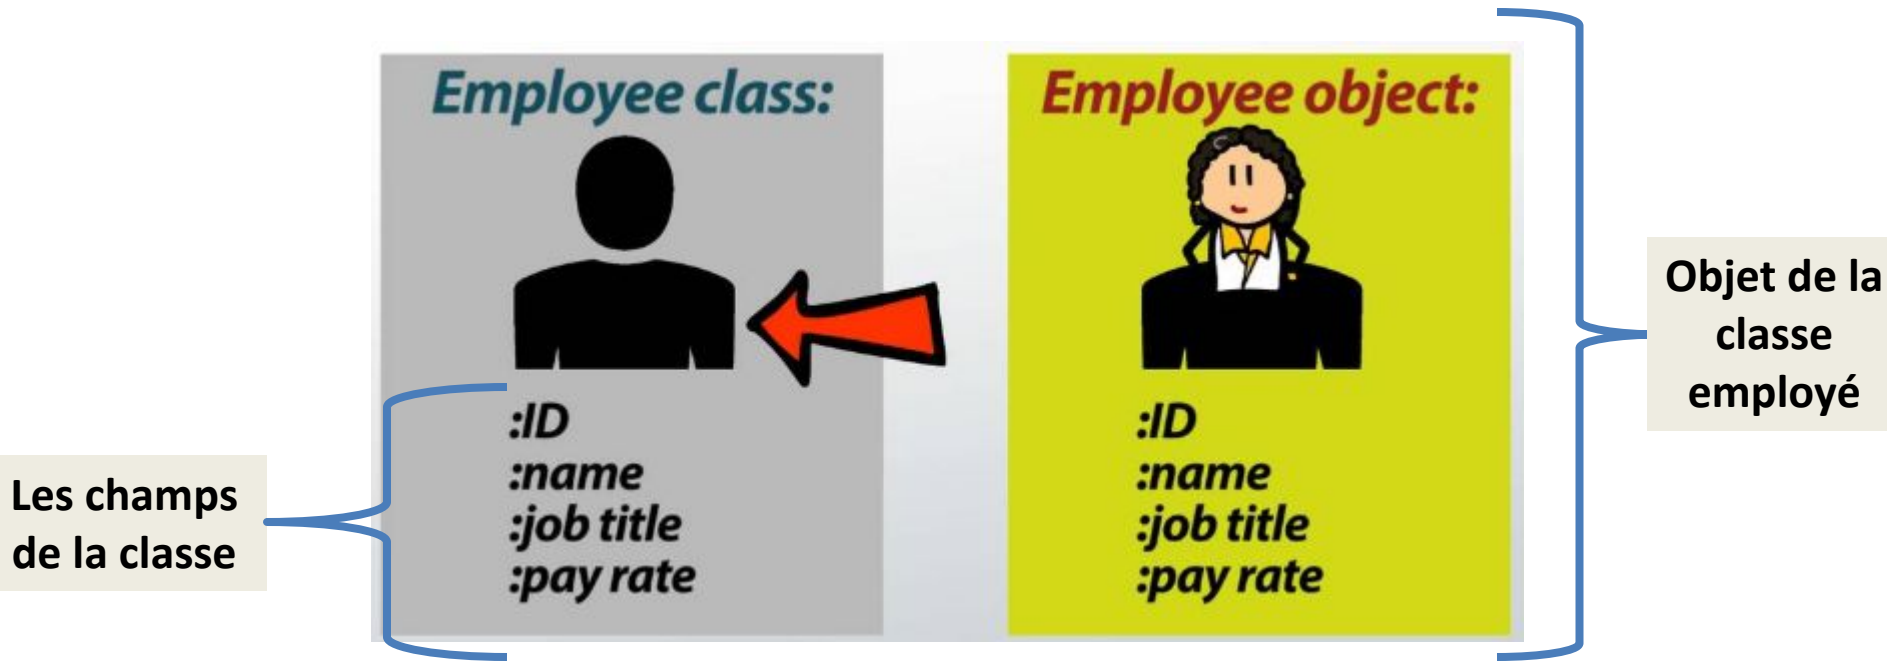 Employee class:
:ID
:name
:job title
:pay rate
Les champs
de la classe
Employee object:
:ID
:name
:job title
:pay rate
Objet de la
classe
employé